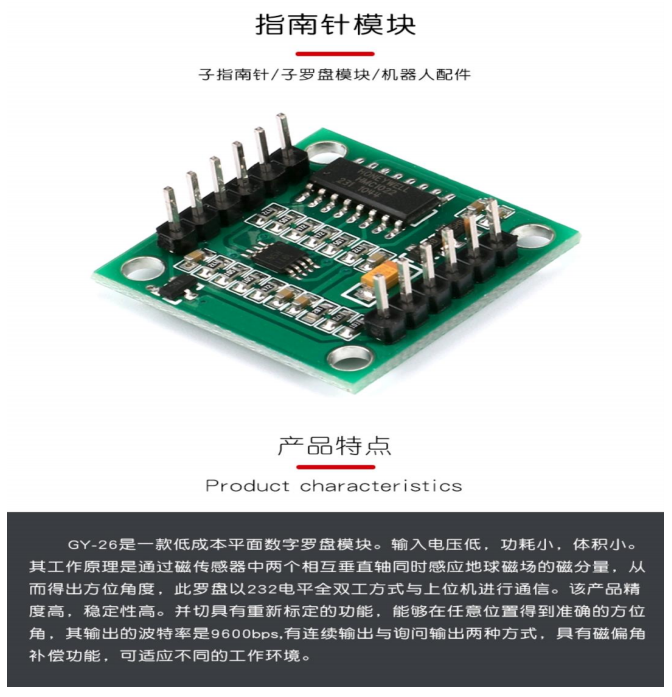 指南针模块
子指南针/子罗盘模块/机器人配件
HONEYWELL
HMC1022
231 1044
产品特点
Product characteristics
GY-26是一款低成本平面数字罗盘模块。输入电压低，功耗小，体积小。
其工作原理是通过磁传感器中两个相互垂直轴同时感应地球磁场的磁分量，从
而得出方位角度，此罗盘以232电平全双工方式与上位机进行通信。该产品精
度高，稳定性高。并切具有重新标定的功能，能够在任意位置得到准确的方位
角，其输出的波特率是9600bps,有连续输出与询问输出两种方式，具有磁偏角
补偿功能，可适应不同的工作环境。